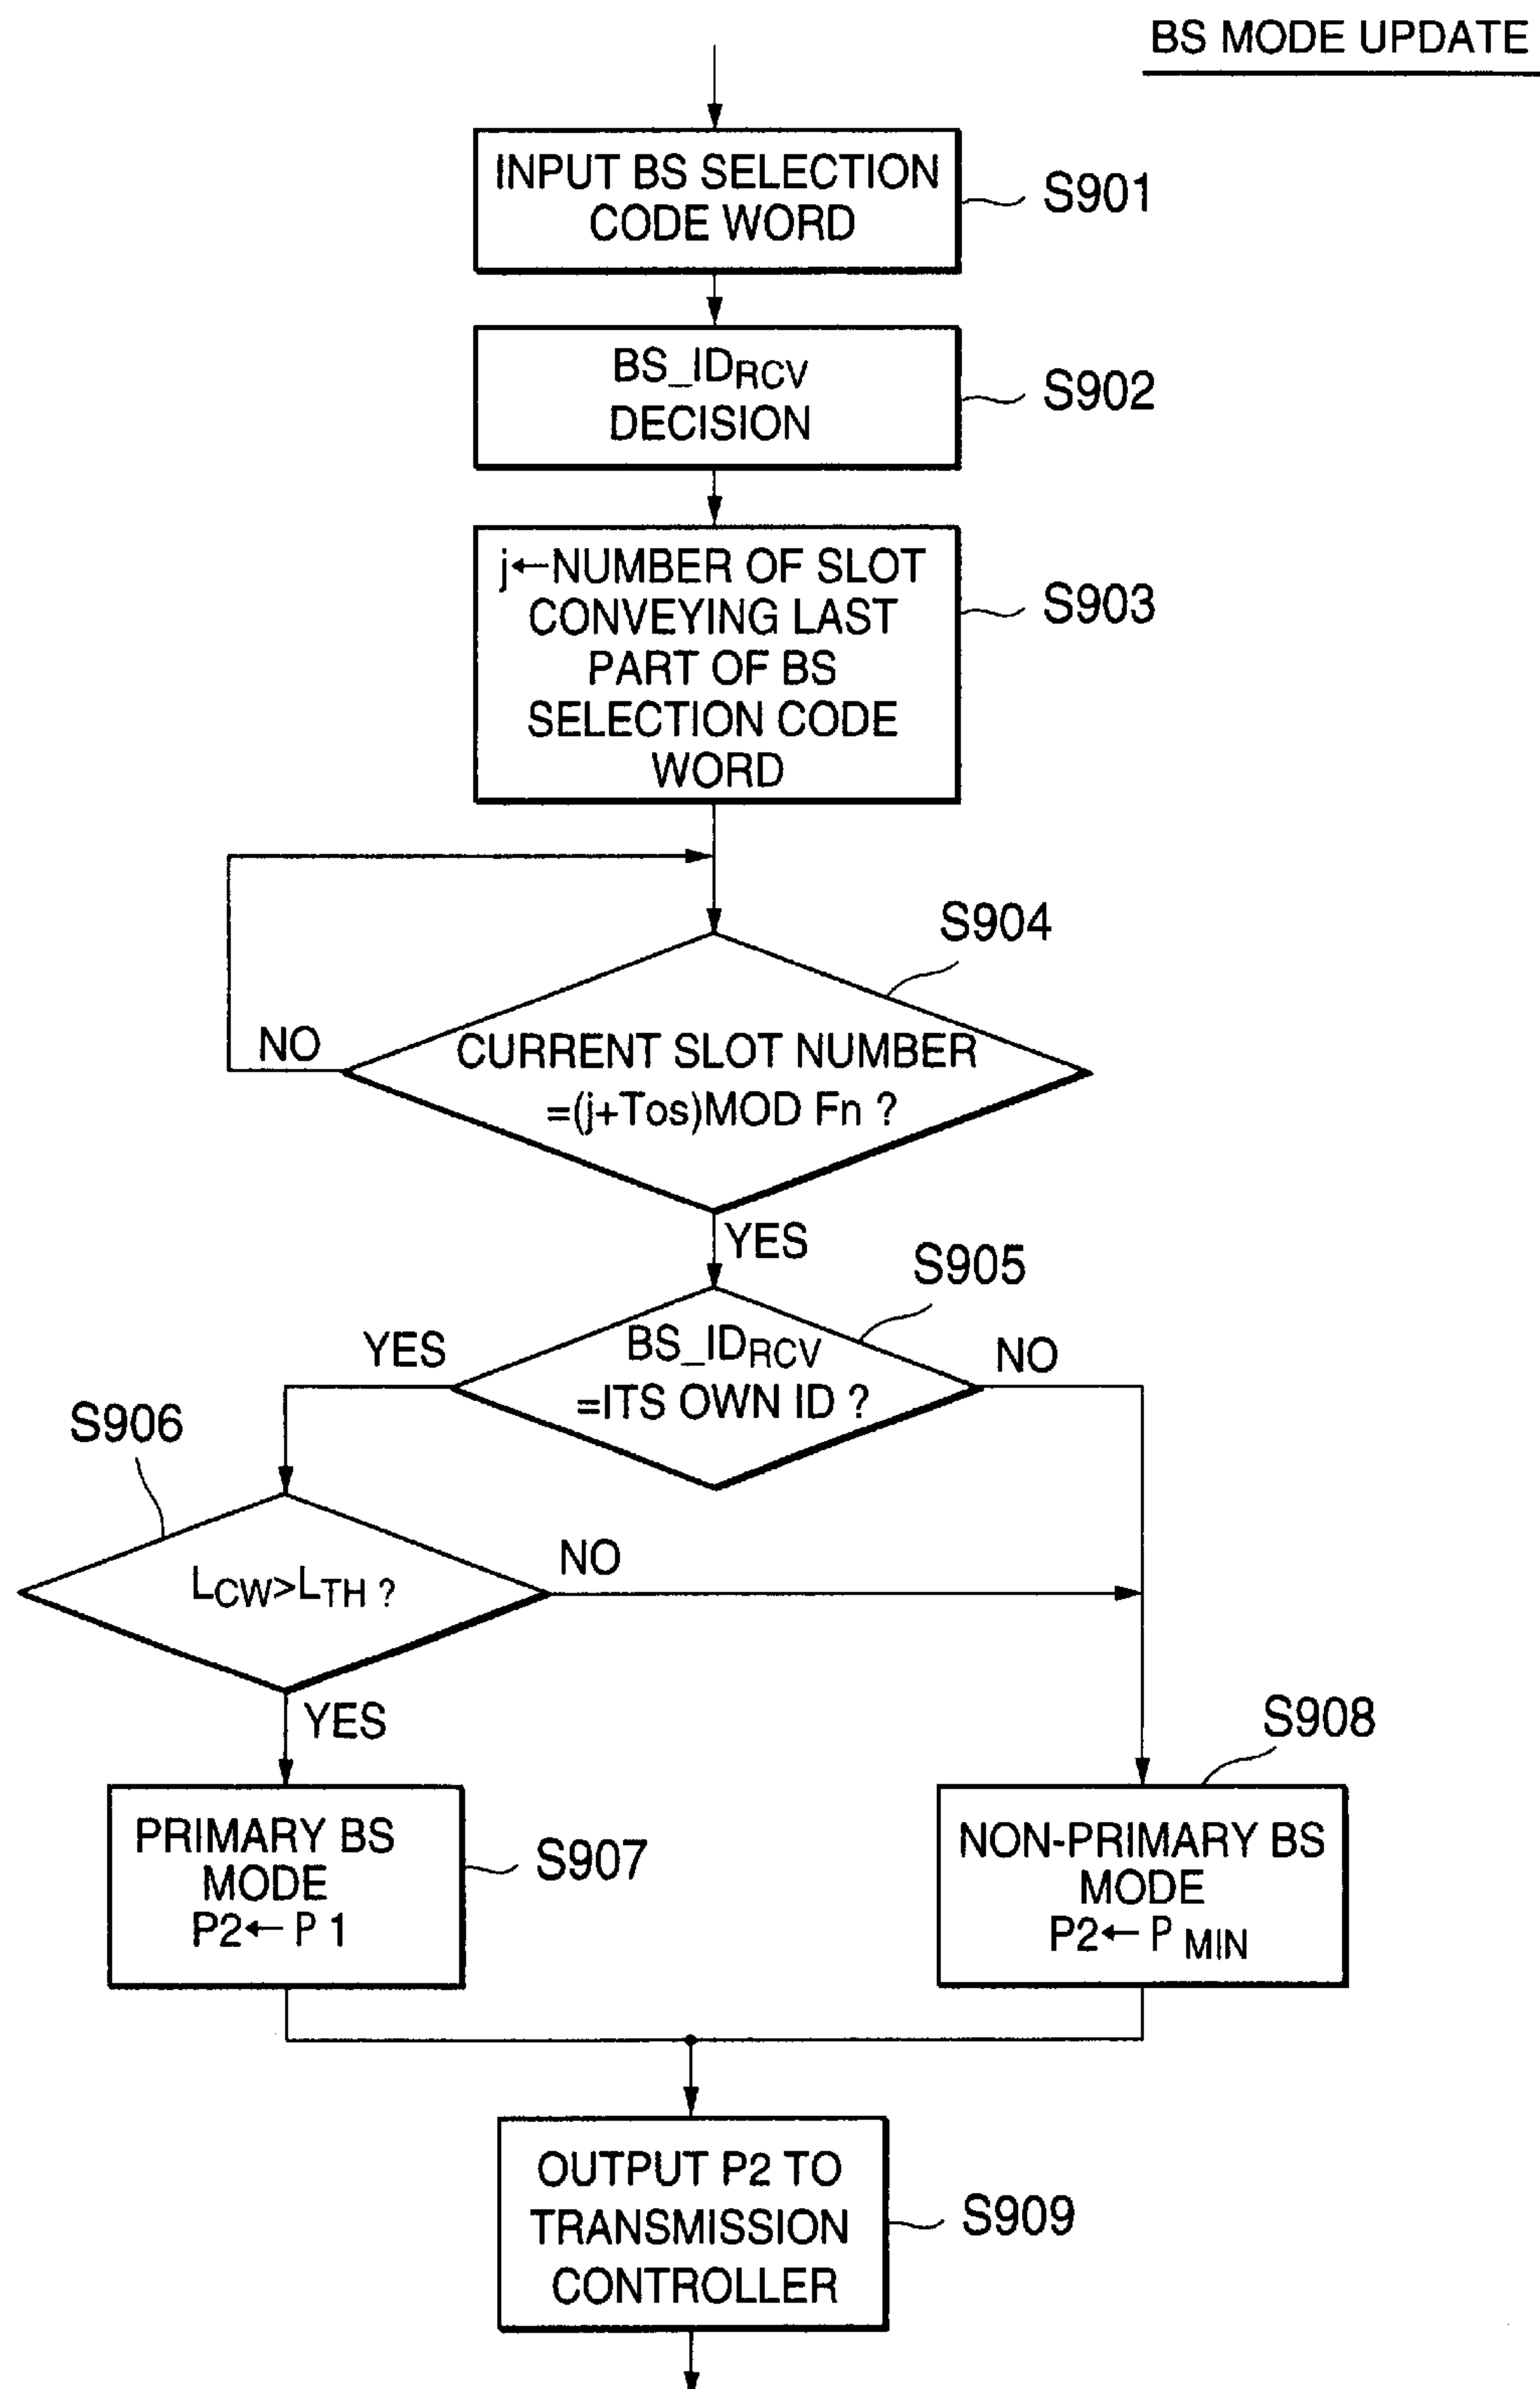 BS MODE UPDATE
INPUT BS SELECTION
CODE WORD
S901
BS_IDRCV
DECISION
S902
j←NUMBER OF SLOT
CONVEYING LAST
PART OF BS
SELECTION CODE
WORD
S903
S904
NO
CURRENT SLOT NUMBER
=(j+Tos)MOD Fn ?
YES
S905
YES
BS_IDRCV
=ITS OWN ID ?
NO
S906
LCW>LTH ?
NO
YES
S908
PRIMARY BS
MODE
P2← P 1
S907
NON-PRIMARY BS
MODE
P2← P MIN
OUTPUT P2 TO
TRANSMISSION
CONTROLLER
S909